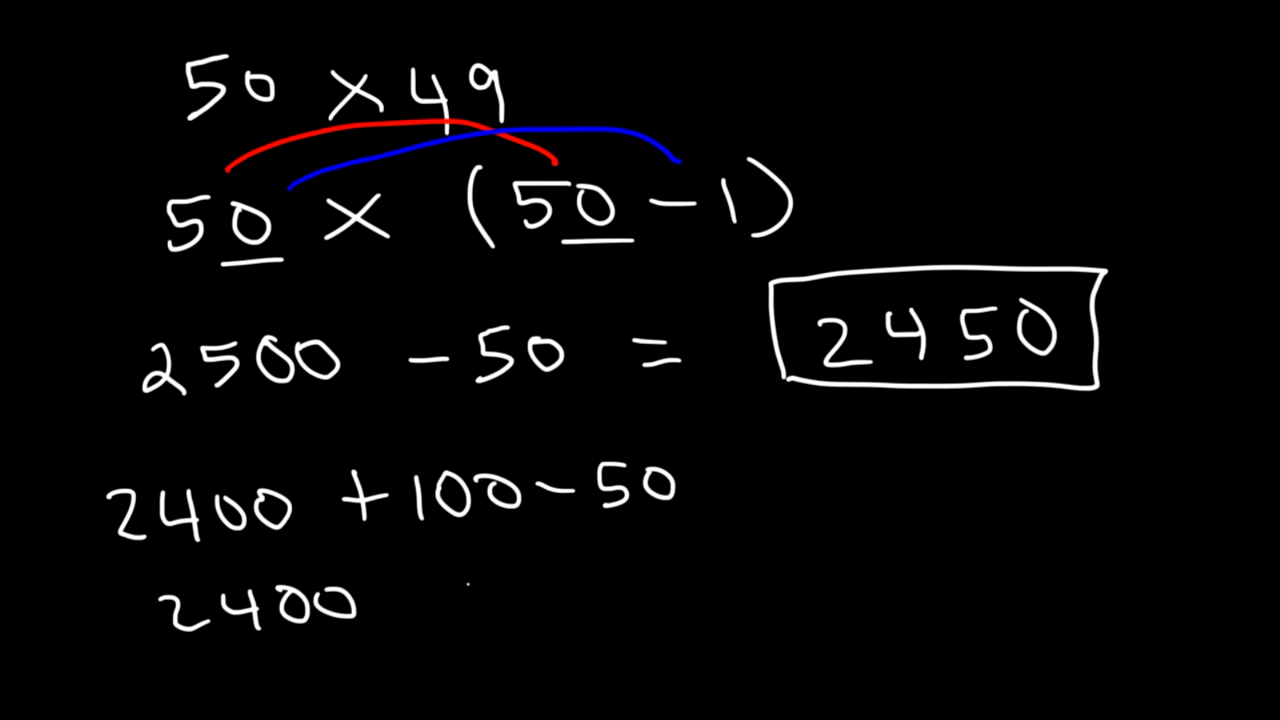 50 × 49
50 × (50 − 1)
2500 − 50 = 2450
2400 + 100 − 50
2400